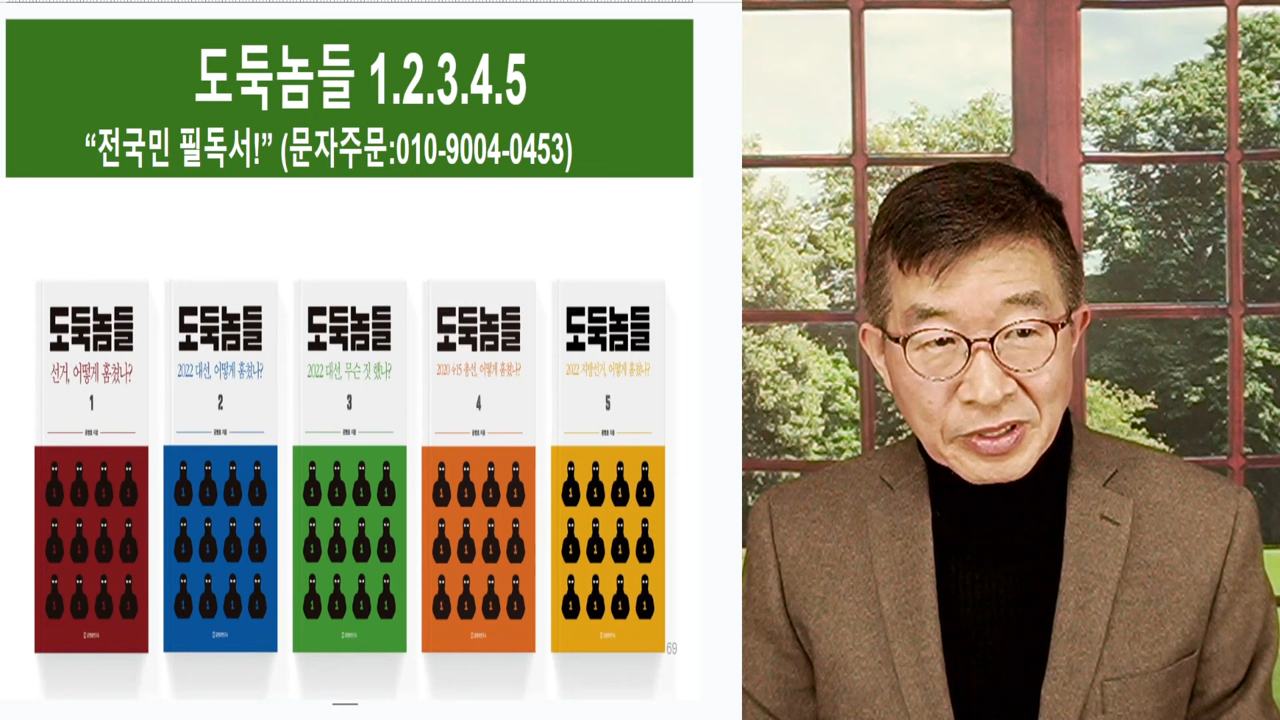 도둑놈들 1.2.3.4.5
“전국민 필독서!” (문자주문:010-9004-0453)
도둑놈들
선거, 어떻게 훔쳤나?
1
도둑놈들
2022 대선, 어떻게 훔쳤나?
2
도둑놈들
2022 대선, 무슨 짓 했나?
3
도둑놈들
2020 4·15 총선, 어떻게 훔쳤나?
4
도둑놈들
2022 지방선거, 어떻게 훔쳤나?
5
69